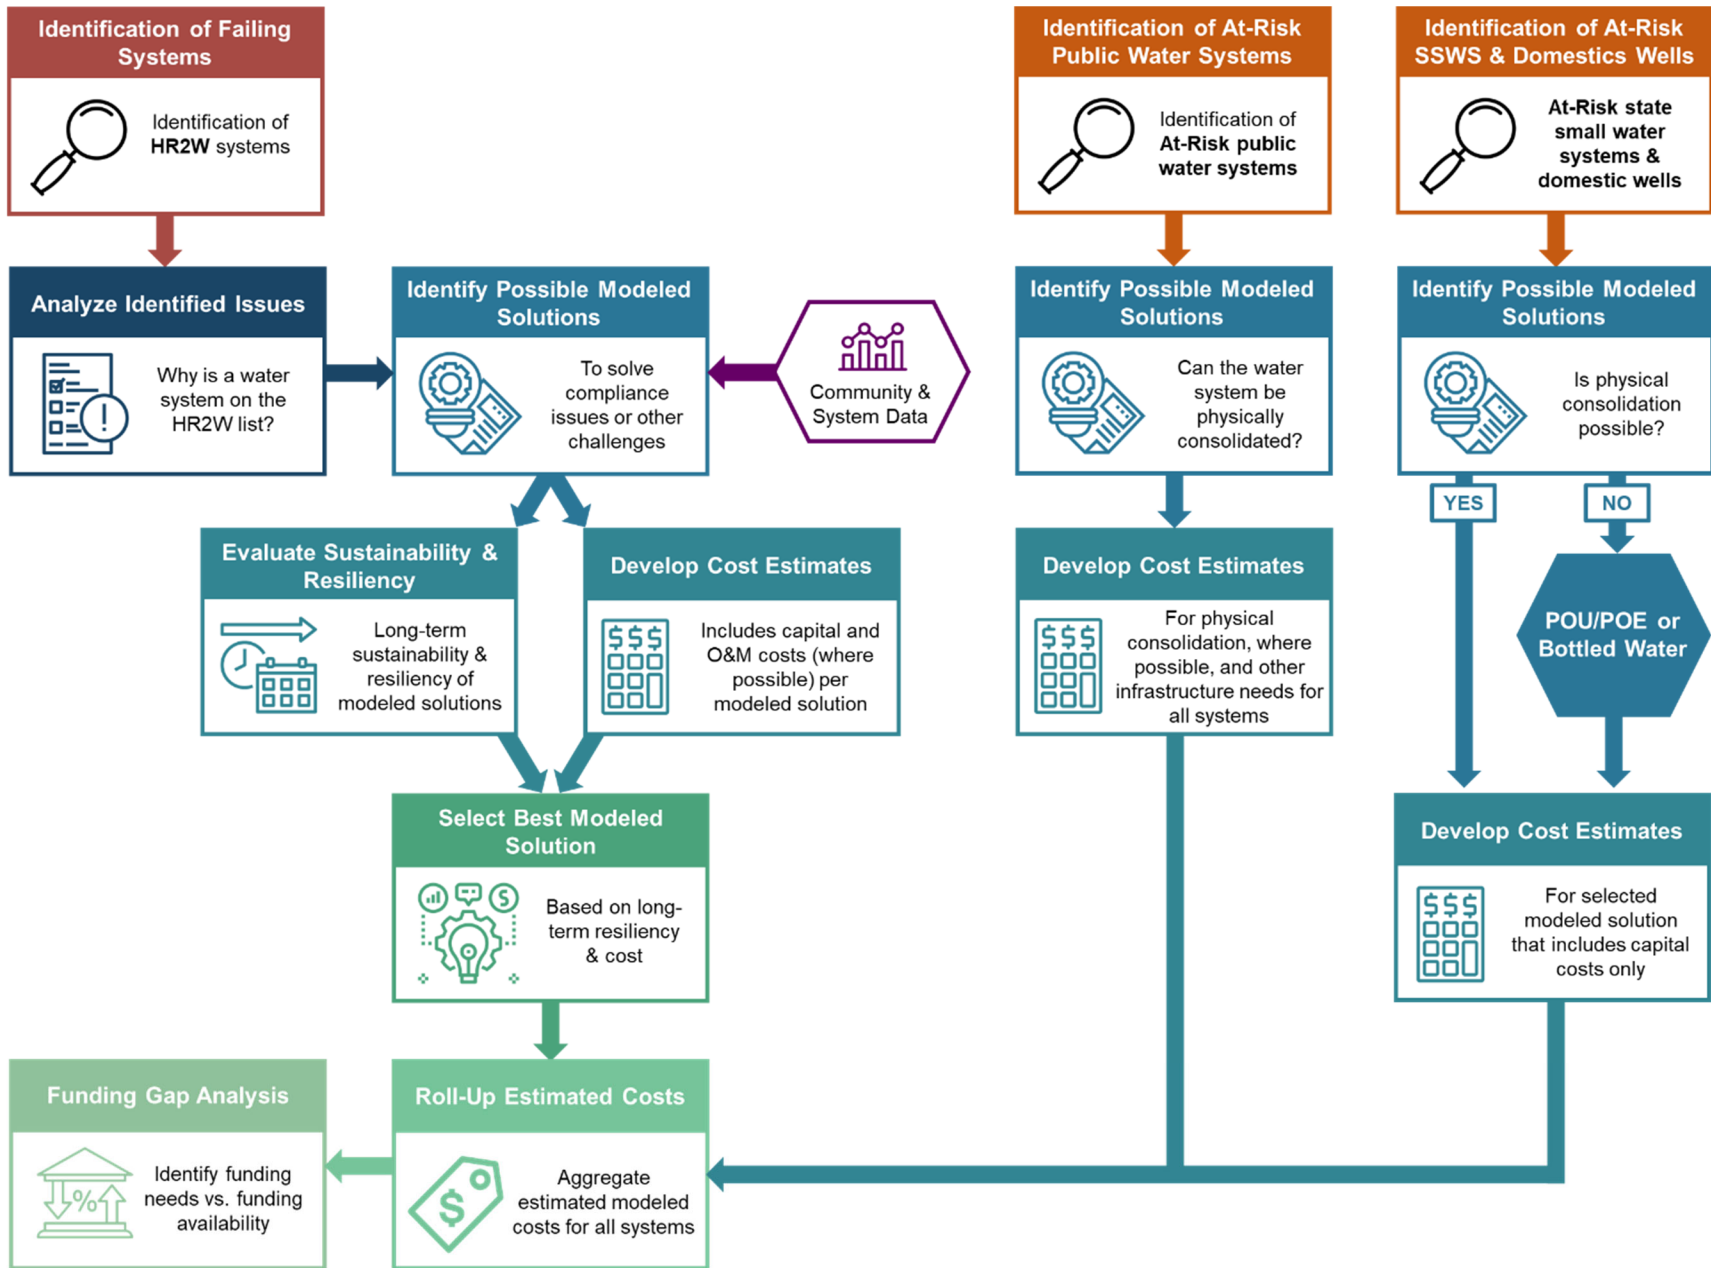 Identification of Failing
Systems
Identification of
HR2W systems
Identification of At-Risk
Public Water Systems
Identification of
At-Risk public
water systems
Identification of At-Risk
SSWS & Domestics Wells
At-Risk state
small water
systems &
domestic wells
Analyze Identified Issues
Why is a water
system on the
HR2W list?
Identify Possible Modeled
Solutions
To solve
compliance
issues or other
challenges
Community &
System Data
Identify Possible Modeled
Solutions
Can the water
system be
physically
consolidated?
Identify Possible Modeled
Solutions
Is physical
consolidation
possible?
YES
NO
Evaluate Sustainability &
Resiliency
Long-term
sustainability &
resiliency of
modeled solutions
Develop Cost Estimates
$$$
Includes capital and
O&M costs (where
possible) per
modeled solution
Develop Cost Estimates
$$$
For physical
consolidation, where
possible, and other
infrastructure needs for
all systems
POU/POE or
Bottled Water
Select Best Modeled
Solution
$
Based on long-
term resiliency
& cost
Develop Cost Estimates
$$$
For selected
modeled solution
that includes capital
costs only
Funding Gap Analysis
%
Identify funding
needs vs. funding
availability
Roll-Up Estimated Costs
$
Aggregate
estimated modeled
costs for all systems